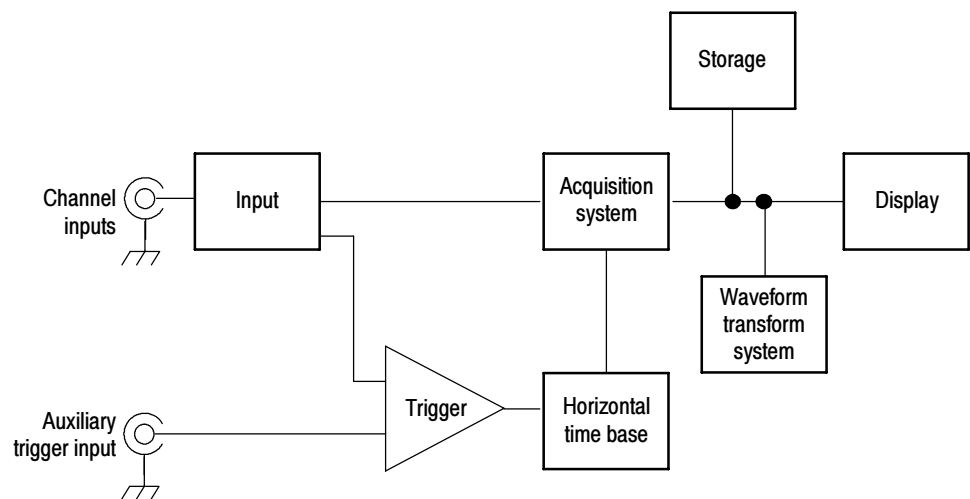 Storage
Channel
inputs
Input
Acquisition
system
Display
Waveform
transform
system
Auxiliary
trigger input
Trigger
Horizontal
time base